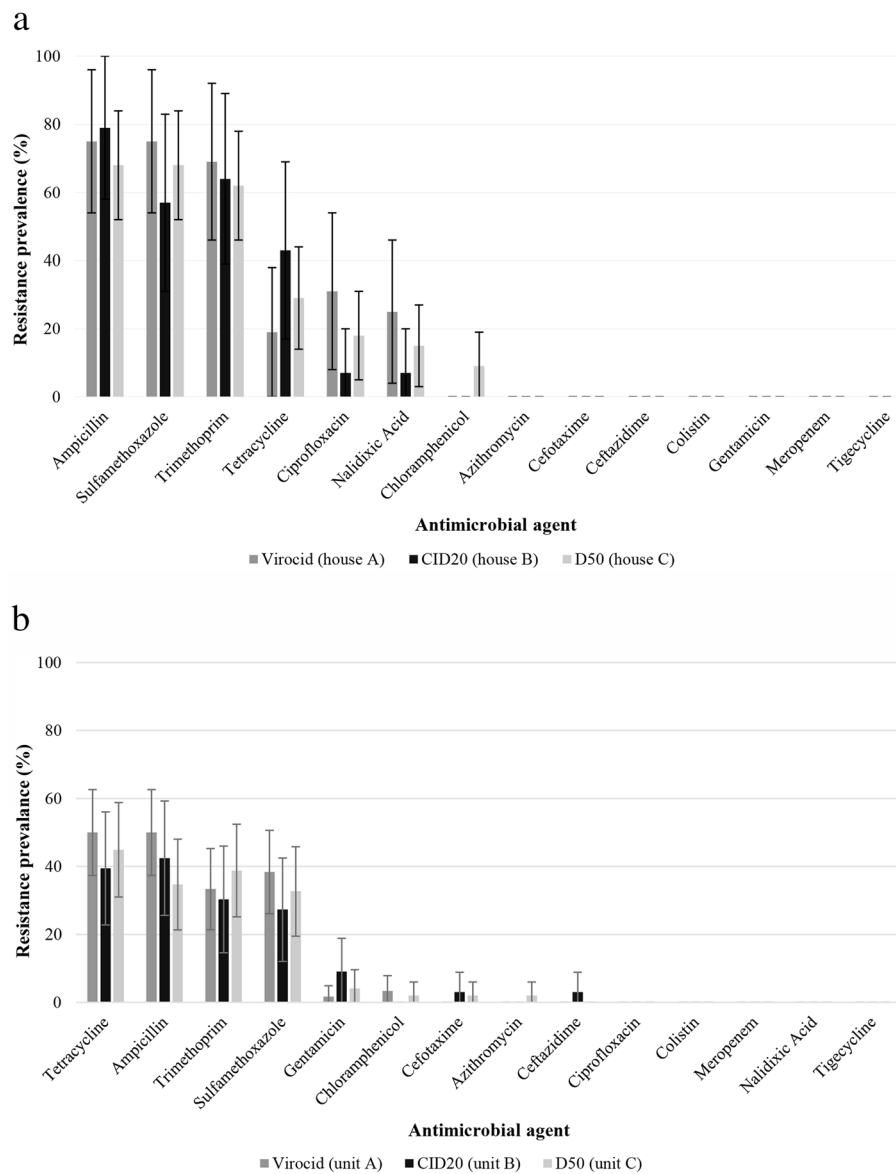 a
Resistance prevalence (%)
100
80
60
40
20
0
Ampicillin
Sulfamethoxazole
Trimethoprim
Tetracycline
Ciprofloxacin
Nalidixic Acid
Chloramphenicol
Azithromycin
Cefotaxime
Ceftazidime
Colistin
Gentamicin
Meropenem
Tigecycline
Antimicrobial agent
Virocid (house A) CID20 (house B) D50 (house C)
b
Resistance prevalance (%)
100
80
60
40
20
0
Tetracycline
Ampicillin
Trimethoprim
Sulfamethoxazole
Gentamicin
Chloramphenicol
Cefotaxime
Azithromycin
Ceftazidime
Ciprofloxacin
Colistin
Meropenem
Nalidixic Acid
Tigecycline
Antimicrobial agent
Virocid (unit A) CID20 (unit B) D50 (unit C)